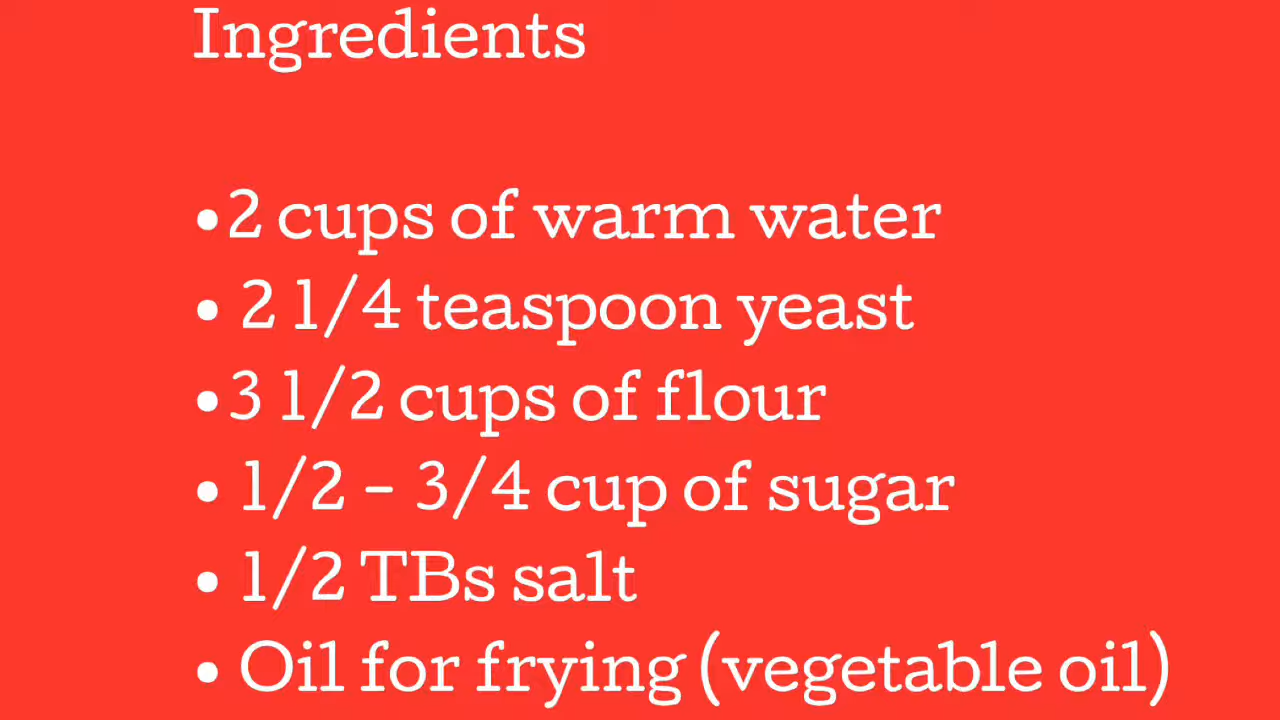 Ingredients
•2 cups of warm water
• 2 1/4 teaspoon yeast
•3 1/2 cups of flour
• 1/2 - 3/4 cup of sugar
• 1/2 TBs salt
• Oil for frying (vegetable oil)